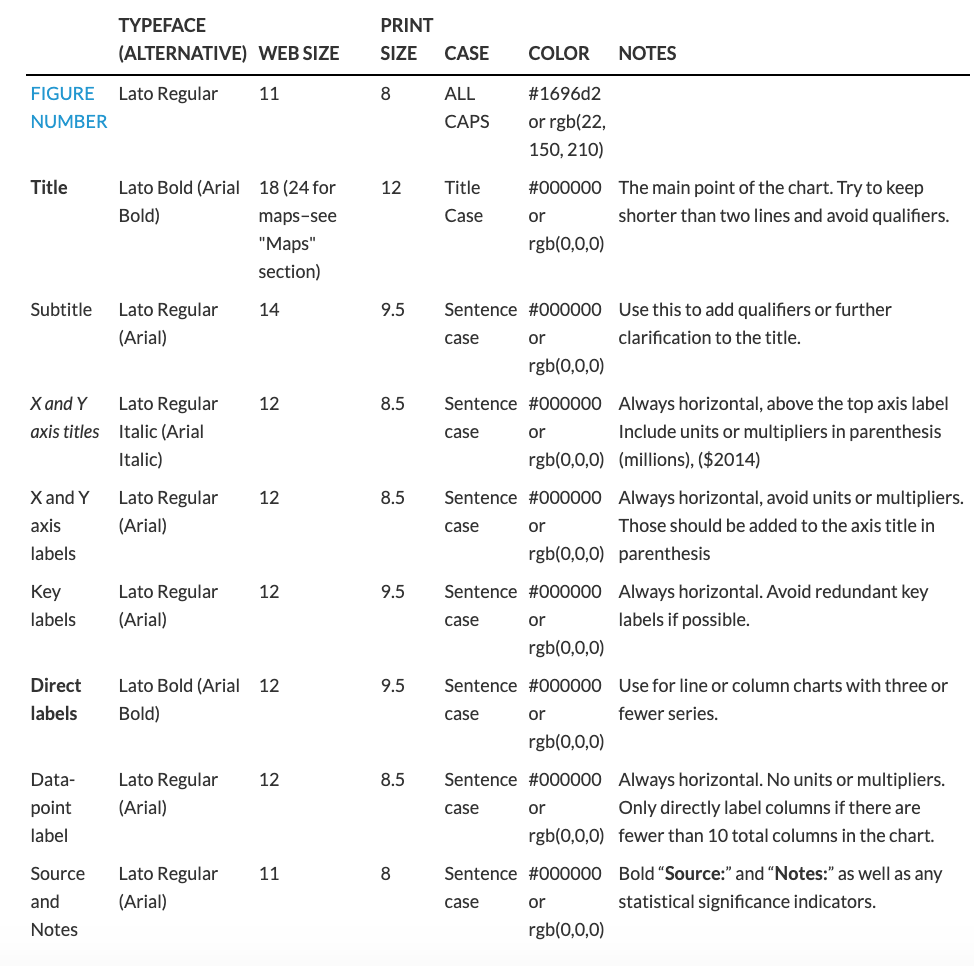 TYPEFACE (ALTERNATIVE) WEB SIZE PRINT SIZE CASE COLOR NOTES
FIGURE NUMBER Lato Regular 11 8 ALL CAPS #1696d2 or rgb(22, 150, 210)
Title Lato Bold (Arial Bold) 18 (24 for maps–see "Maps" section) 12 Title Case #000000 or rgb(0,0,0) The main point of the chart. Try to keep shorter than two lines and avoid qualifiers.
Subtitle Lato Regular (Arial) 14 9.5 Sentence case #000000 or rgb(0,0,0) Use this to add qualifiers or further clarification to the title.
X and Y axis titles Lato Regular Italic (Arial Italic) 12 8.5 Sentence case #000000 or rgb(0,0,0) Always horizontal, above the top axis label Include units or multipliers in parenthesis (millions), ($2014)
X and Y axis labels Lato Regular (Arial) 12 8.5 Sentence case #000000 or rgb(0,0,0) Always horizontal, avoid units or multipliers. Those should be added to the axis title in parenthesis
Key labels Lato Regular (Arial) 12 9.5 Sentence case #000000 or rgb(0,0,0) Always horizontal. Avoid redundant key labels if possible.
Direct labels Lato Bold (Arial Bold) 12 9.5 Sentence case #000000 or rgb(0,0,0) Use for line or column charts with three or fewer series.
Data-point label Lato Regular (Arial) 12 8.5 Sentence case #000000 or rgb(0,0,0) Always horizontal. No units or multipliers. Only directly label columns if there are fewer than 10 total columns in the chart.
Source and Notes Lato Regular (Arial) 11 8 Sentence case #000000 or rgb(0,0,0) Bold “Source:” and “Notes:” as well as any statistical significance indicators.